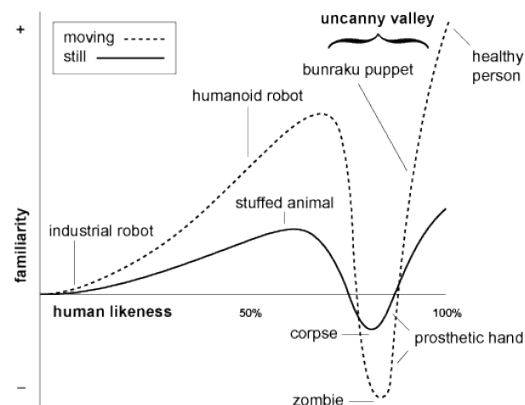 +
moving
still
uncanny valley
bunraku puppet
healthy
person
humanoid robot
stuffed animal
industrial robot
familiarity
human likeness
50%
100%
corpse
prosthetic hand
zombie
–